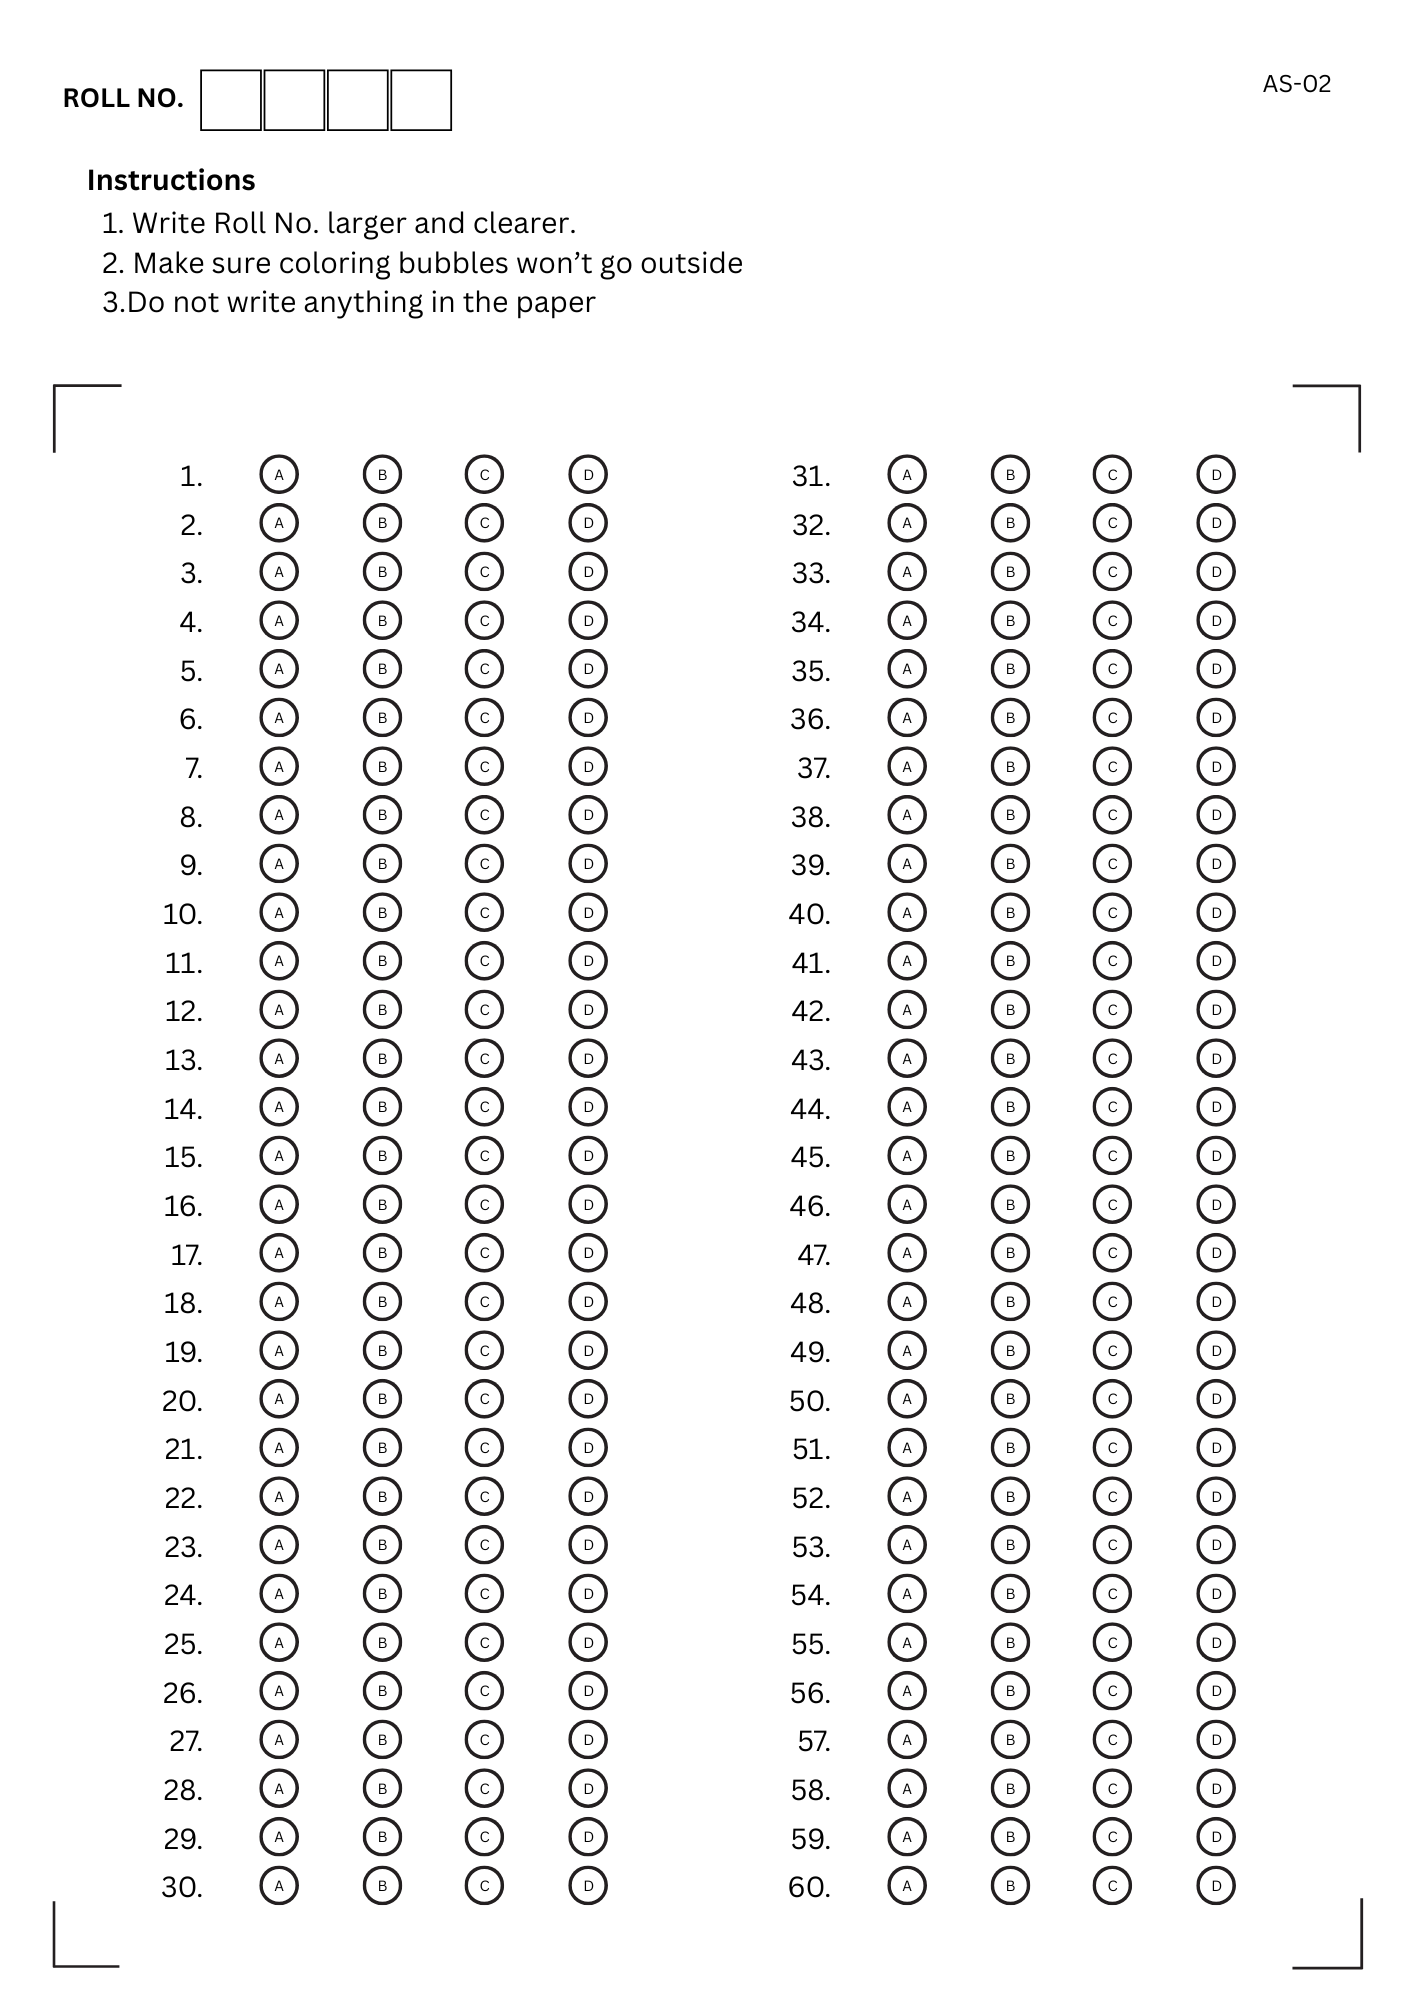 ROLL NO.
AS-02
Instructions
1. Write Roll No. larger and clearer.
2. Make sure coloring bubbles won’t go outside
3.Do not write anything in the paper
1. A B C D
2. A B C D
3. A B C D
4. A B C D
5. A B C D
6. A B C D
7. A B C D
8. A B C D
9. A B C D
10. A B C D
11. A B C D
12. A B C D
13. A B C D
14. A B C D
15. A B C D
16. A B C D
17. A B C D
18. A B C D
19. A B C D
20. A B C D
21. A B C D
22. A B C D
23. A B C D
24. A B C D
25. A B C D
26. A B C D
27. A B C D
28. A B C D
29. A B C D
30. A B C D
31. A B C D
32. A B C D
33. A B C D
34. A B C D
35. A B C D
36. A B C D
37. A B C D
38. A B C D
39. A B C D
40. A B C D
41. A B C D
42. A B C D
43. A B C D
44. A B C D
45. A B C D
46. A B C D
47. A B C D
48. A B C D
49. A B C D
50. A B C D
51. A B C D
52. A B C D
53. A B C D
54. A B C D
55. A B C D
56. A B C D
57. A B C D
58. A B C D
59. A B C D
60. A B C D